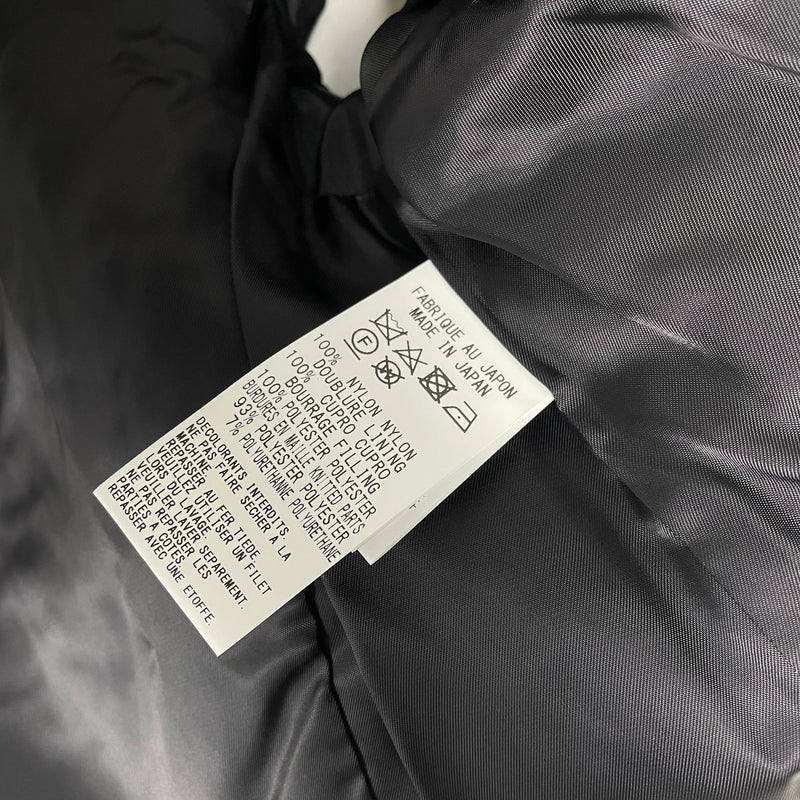 FABRIQUE AU JAPON
MADE IN JAPAN
F
W
100% NYLON NYLON
DOUBLURE LINING
100% CUPRO CUPRO
BOURRAGE FILLING
100% POLYESTER POLYESTER
BORDURES EN MAILLE KNITTED PARTS
93% POLYESTER POLYESTER
7% POLYURETHANNE POLYURETHANE
DECOLORANTS INTERDITS.
NE PAS FAIRE SECHER A LA
MACHINE.
REPASSER AU FER TIEDE.
VEUILLEZ UTILISER UN FILET
LORS DU LAVAGE.
VEUILLER LAVER SEPAREMENT.
NE PAS REPASSER LES
PARTIES A COTES.
REPASSER AVEC UNE ETOFFE.